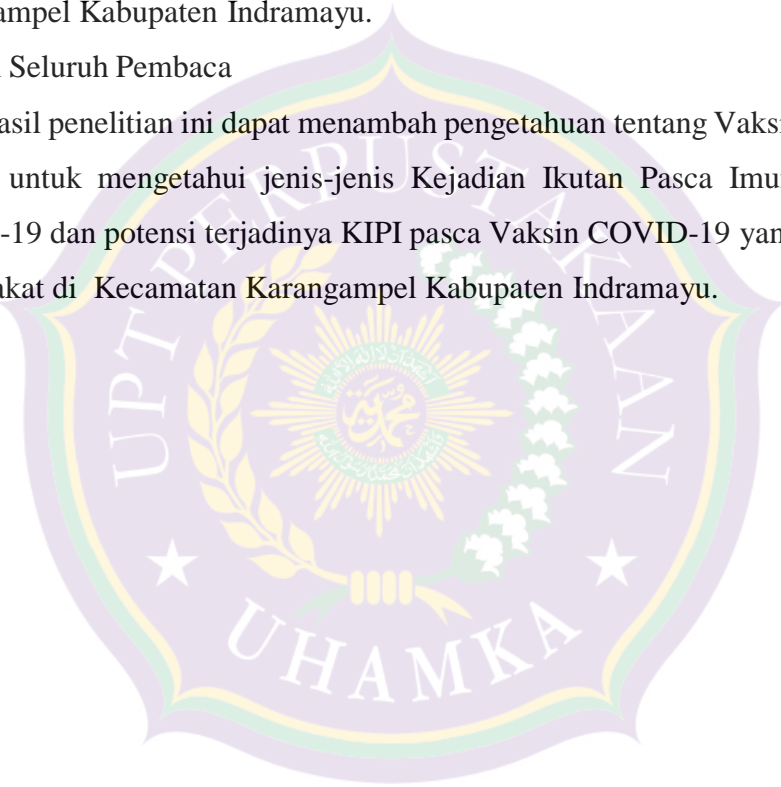 ampel Kabupaten Indramayu.
Seluruh Pembaca
asil penelitian ini dapat menambah pengetahuan tentang Vaksi
untuk mengetahui jenis-jenis Kejadian Ikutan Pasca Imu
-19 dan potensi terjadinya KIPI pasca Vaksin COVID-19 yan
akat di Kecamatan Karangampel Kabupaten Indramayu.
UPT PERPUSTAKAAN
محمدية
UHAMKA